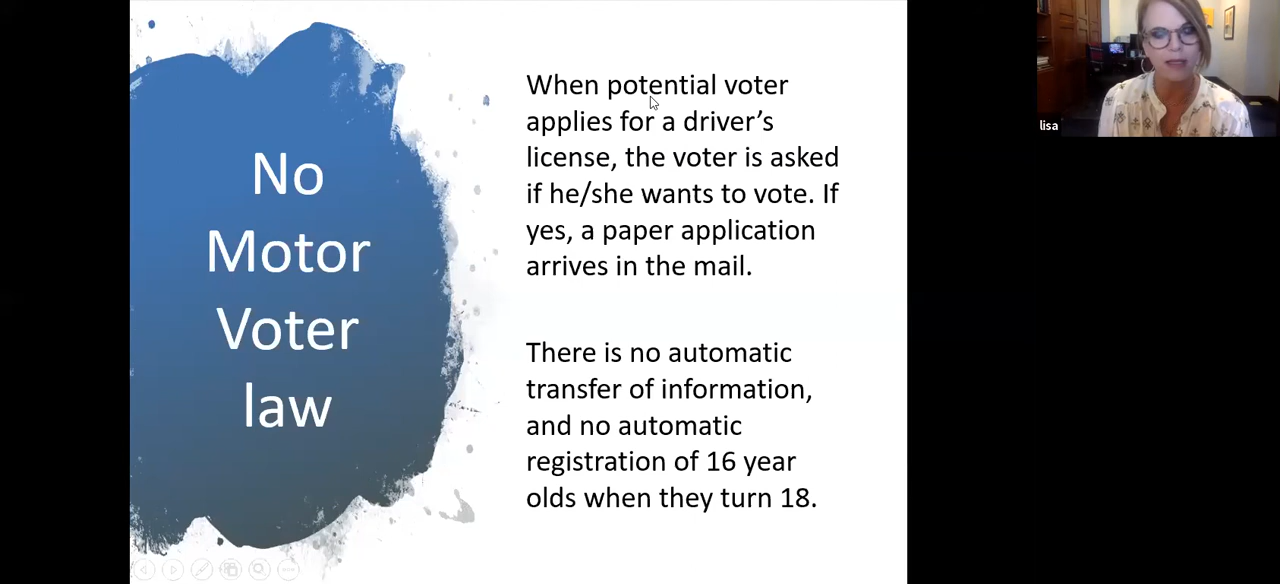 No
Motor
Voter
law
When potential voter
applies for a driver’s
license, the voter is asked
if he/she wants to vote. If
yes, a paper application
arrives in the mail.
There is no automatic
transfer of information,
and no automatic
registration of 16 year
olds when they turn 18.
lisa